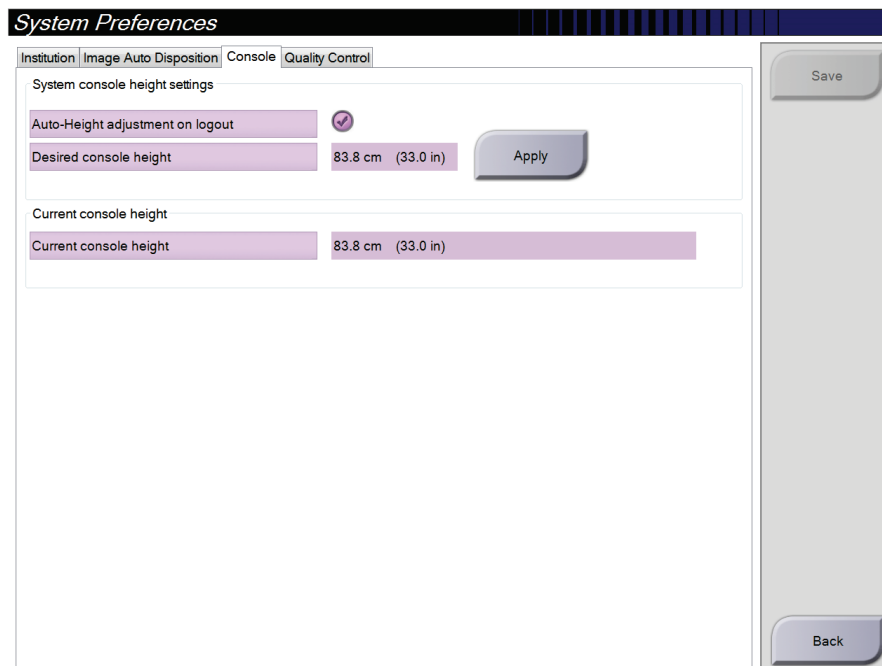 System Preferences
Institution Image Auto Disposition Console Quality Control
System console height settings
Save
Auto-Height adjustment on logout
Desired console height 83.8 cm (33.0 in) Apply
Current console height
Current console height 83.8 cm (33.0 in)
Back